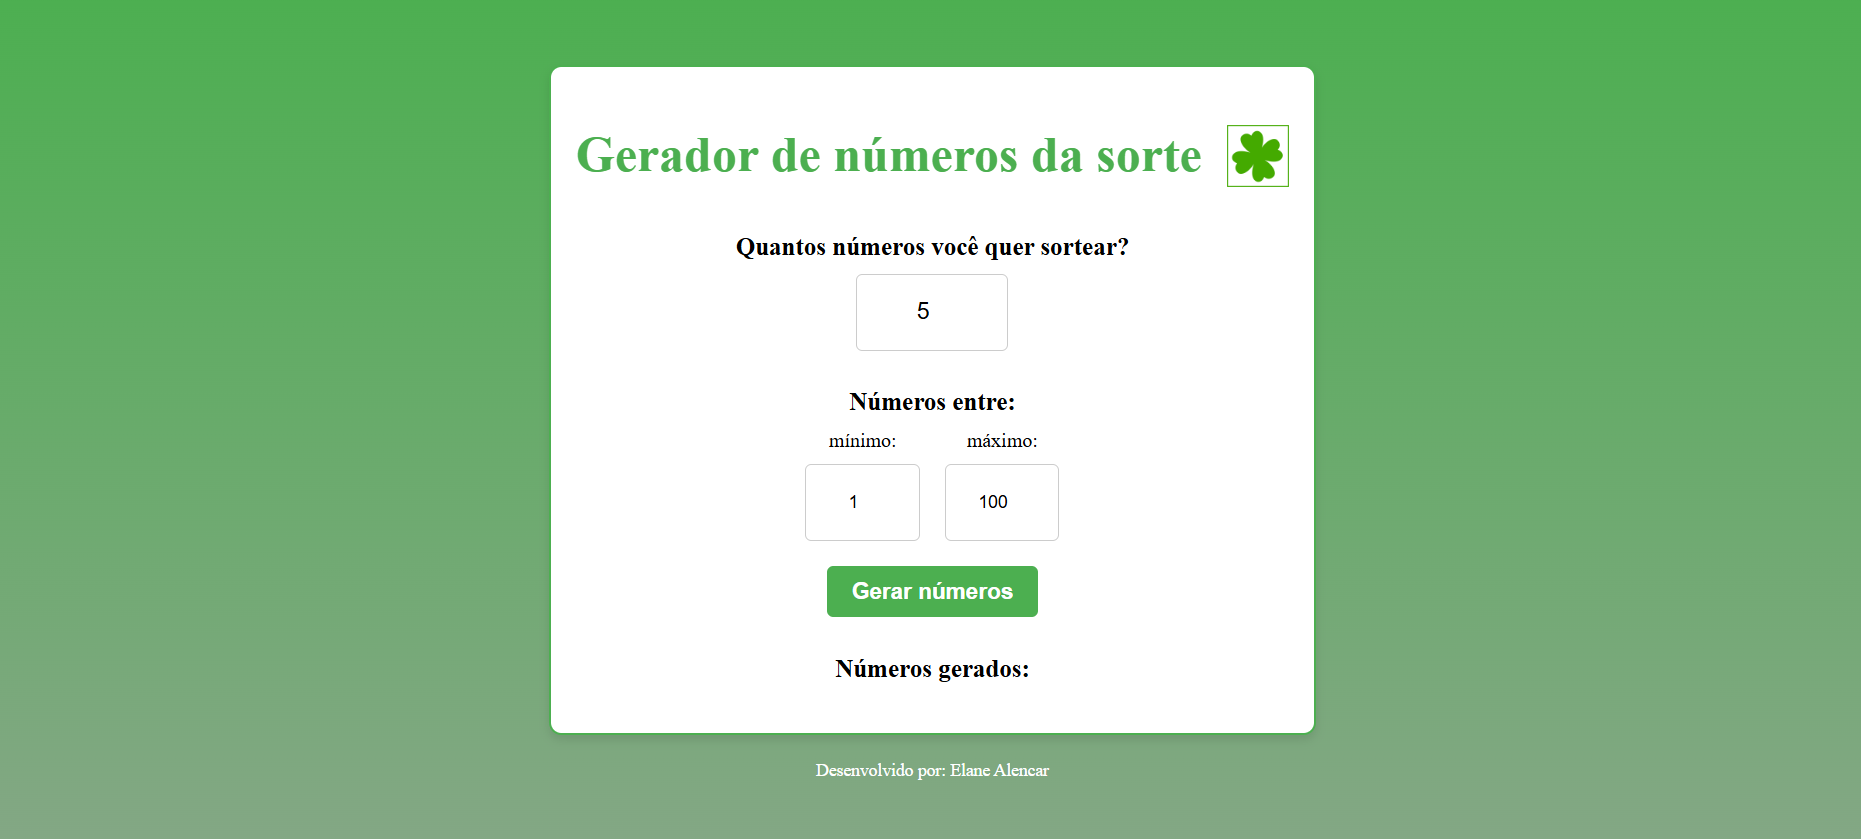 Gerador de números da sorte
Quantos números você quer sortear?
5
Números entre:
mínimo: máximo:
1 100
Gerar números
Números gerados:
Desenvolvido por: Elane Alencar